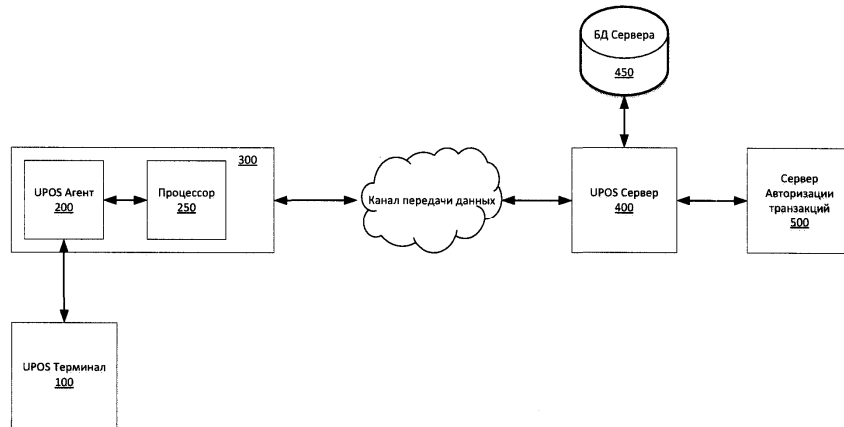 БД Сервера
450
300
UPOS Агент
200
Процессор
250
Канал передачи данных
UPOS Сервер
400
Сервер
Авторизации
транзакций
500
UPOS Терминал
100